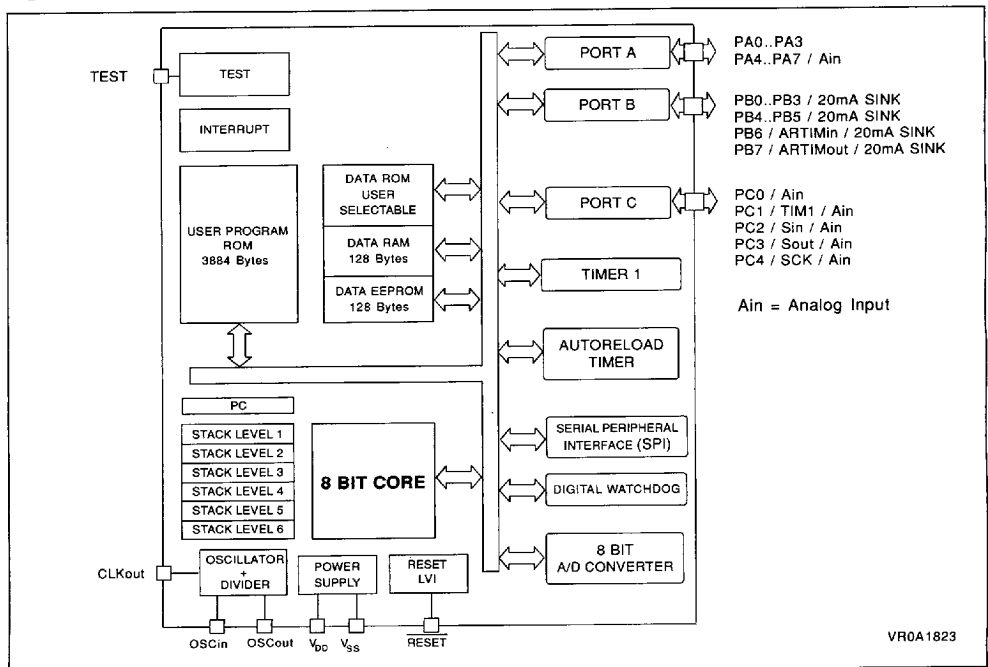 TEST
TEST
INTERRUPT
USER PROGRAM
ROM
3884 Bytes
DATA ROM
USER
SELECTABLE
DATA RAM
128 Bytes
DATA EEPROM
128 Bytes
PC
STACK LEVEL 1
STACK LEVEL 2
STACK LEVEL 3
STACK LEVEL 4
STACK LEVEL 5
STACK LEVEL 6
8 BIT CORE
CLKout
OSCILLATOR
+
DIVIDER
POWER
SUPPLY
RESET
LVI
OSCin
OSCout
VDD
VSS
RESET
PORT A
PORT B
PORT C
TIMER 1
AUTORELOAD
TIMER
SERIAL PERIPHERAL
INTERFACE (SPI)
DIGITAL WATCHDOG
8 BIT
A/D CONVERTER
PA0..PA3
PA4..PA7 / Ain
PB0..PB3 / 20mA SINK
PB4..PB5 / 20mA SINK
PB6 / ARTIMin / 20mA SINK
PB7 / ARTIMout / 20mA SINK
PC0 / Ain
PC1 / TIM1 / Ain
PC2 / Sin / Ain
PC3 / Sout / Ain
PC4 / SCK / Ain
Ain = Analog Input
VR0A1823